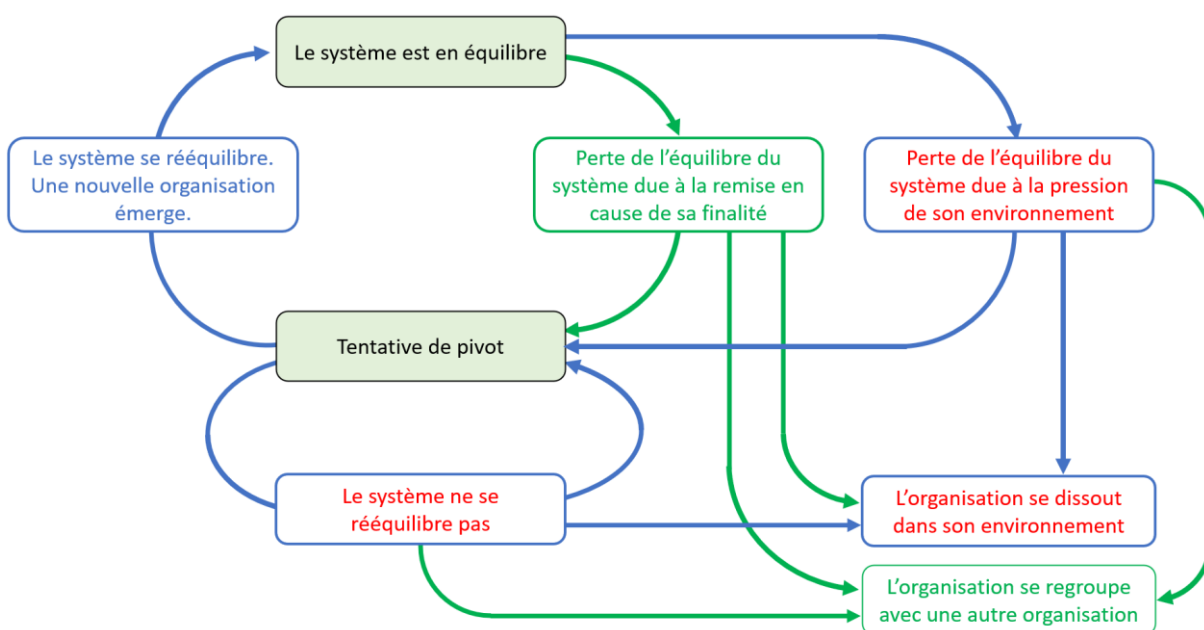 Le système est en équilibre
Le système se rééquilibre.
Une nouvelle organisation
émerge.
Perte de l'équilibre du
système due à la remise en
cause de sa finalité
Perte de l'équilibre du
système due à la pression
de son environnement
Tentative de pivot
Le système ne se
rééquilibre pas
L'organisation se dissout
dans son environnement
L'organisation se regroupe
avec une autre organisation